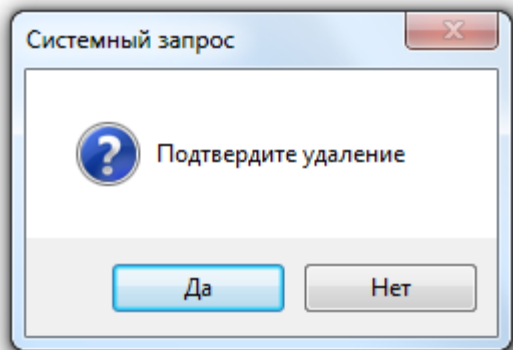 Системный запрос
Подтвердите удаление
Да
Нет